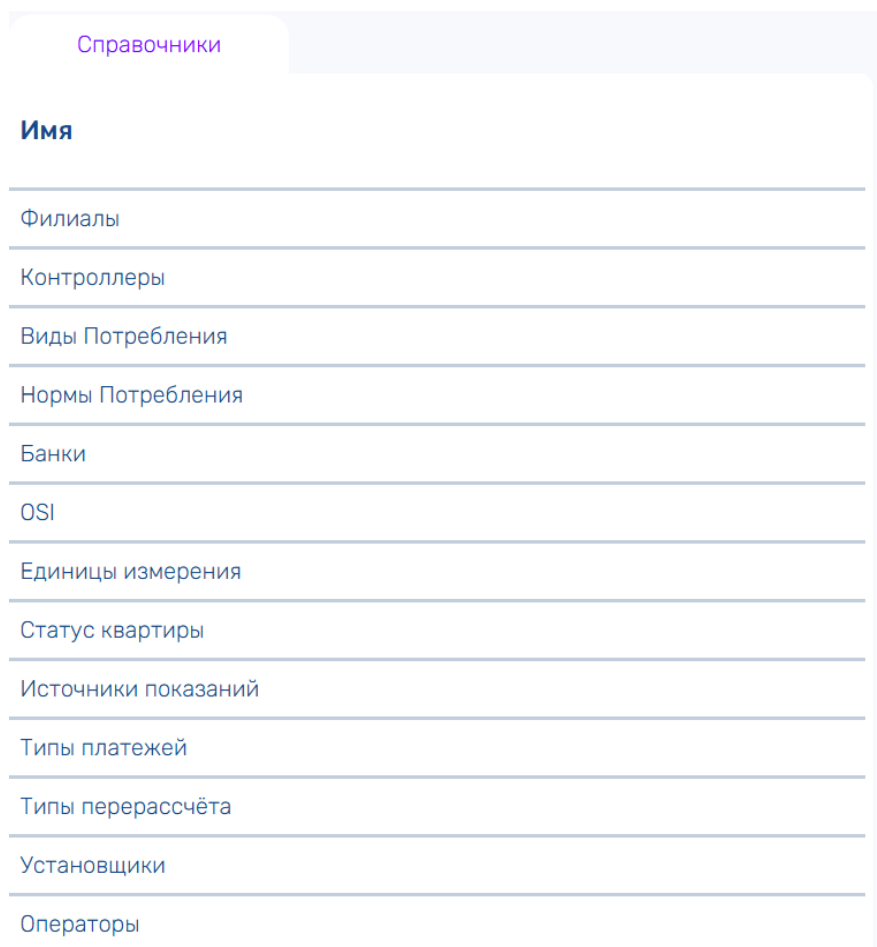 Справочники
Имя
Филиалы
Контроллеры
Виды Потребления
Нормы Потребления
Банки
OSI
Единицы измерения
Статус квартиры
Источники показаний
Типы платежей
Типы перерассчёта
Установщики
Операторы